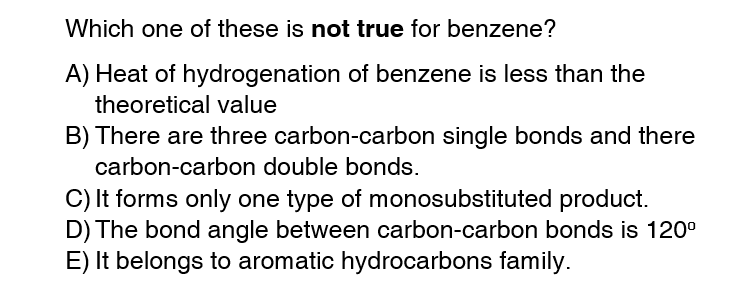 Which one of these is not true for benzene?
A) Heat of hydrogenation of benzene is less than the
theoretical value
B) There are three carbon-carbon single bonds and there
carbon-carbon double bonds.
C) It forms only one type of monosubstituted product.
D) The bond angle between carbon-carbon bonds is 120º
E) It belongs to aromatic hydrocarbons family.